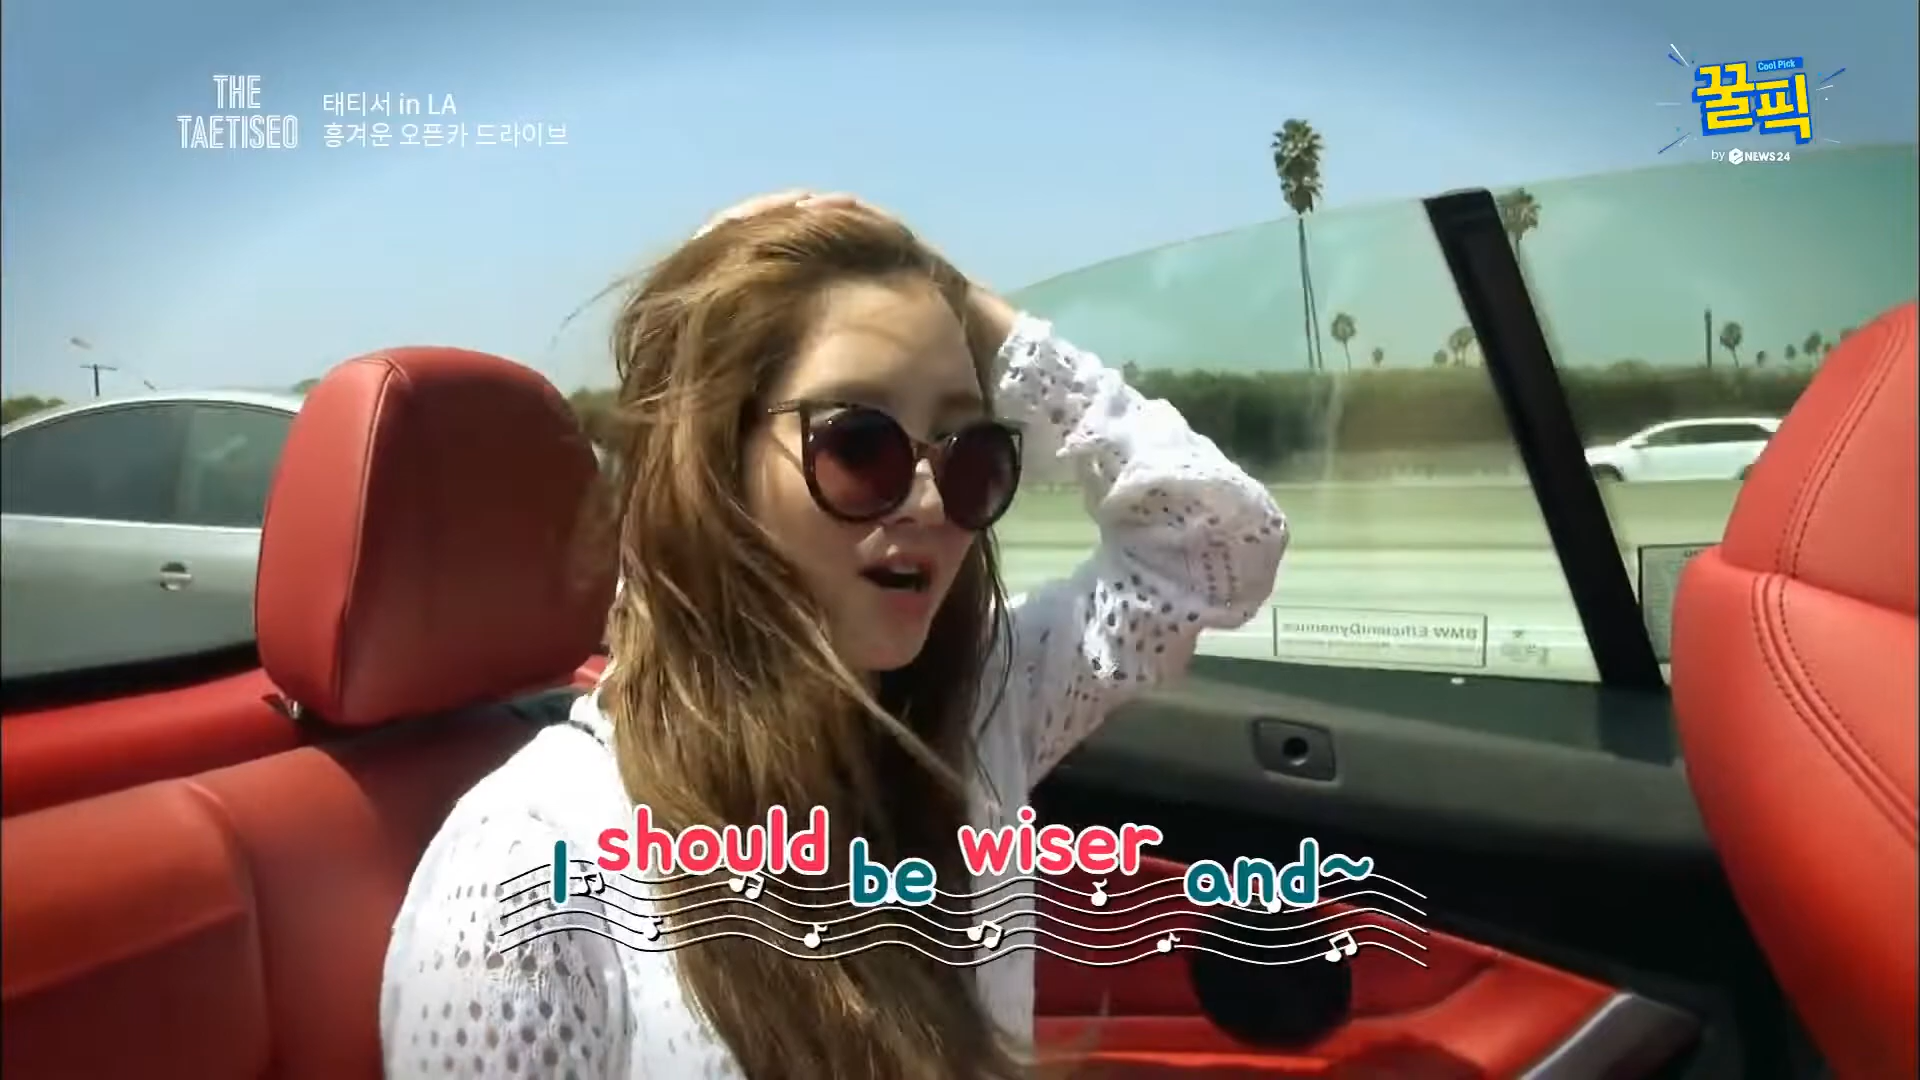 THE
TAETISEO
태티서 in LA
흥겨운 오픈카 드라이브
Cool Pick
꿀픽
by eNEWS24
I should be wiser and~
BMW EfficientDynamics